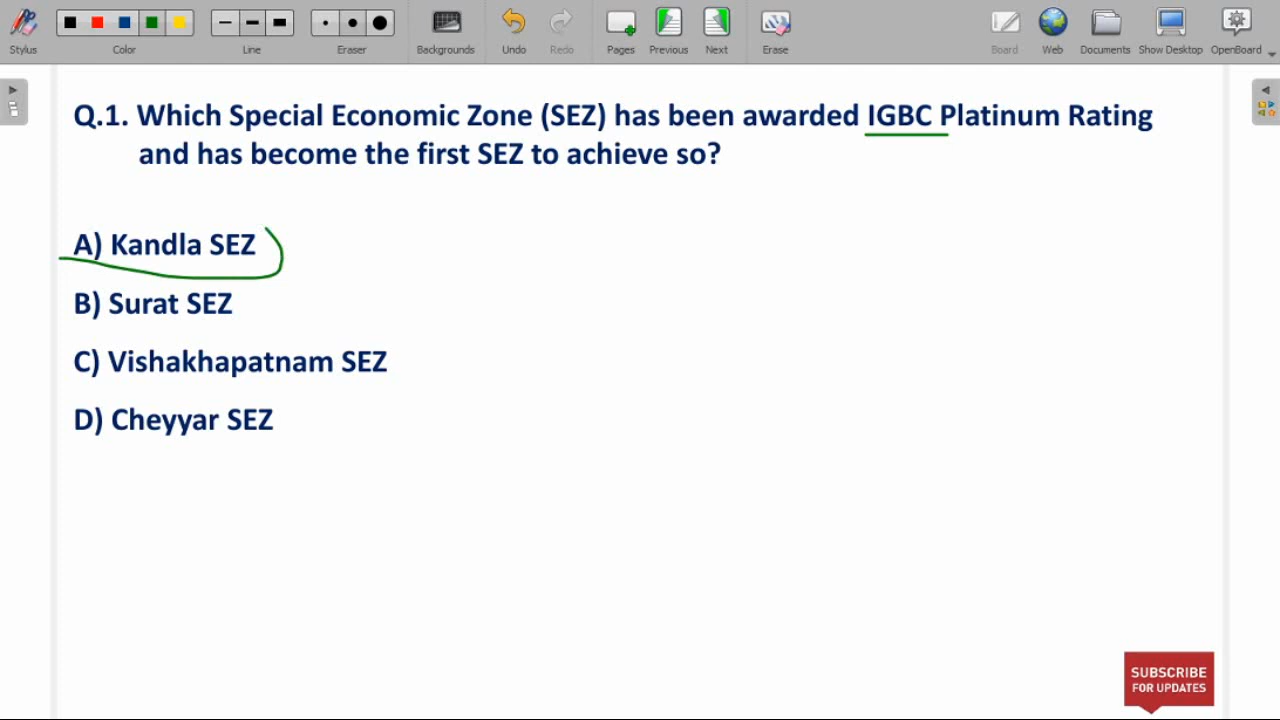 Stylus
Color
Line
Eraser
Backgrounds
Undo
Redo
Pages
Previous
Next
Erase
Board
Web
Documents
Show Desktop
OpenBoard
Q.1. Which Special Economic Zone (SEZ) has been awarded IGBC Platinum Rating
and has become the first SEZ to achieve so?
A) Kandla SEZ
B) Surat SEZ
C) Vishakhapatnam SEZ
D) Cheyyar SEZ
SUBSCRIBE
FOR UPDATES